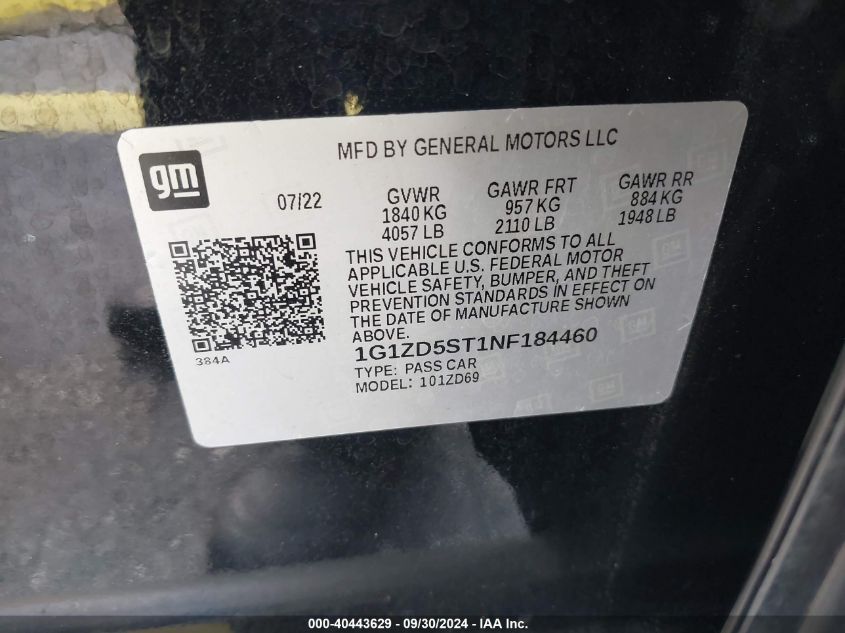 MFD BY GENERAL MOTORS LLC
gm
07/22
GVWR
1840 KG
4057 LB
GAWR FRT
957 KG
2110 LB
GAWR RR
884 KG
1948 LB
THIS VEHICLE CONFORMS TO ALL
APPLICABLE U.S. FEDERAL MOTOR
VEHICLE SAFETY, BUMPER, AND THEFT
PREVENTION STANDARDS IN EFFECT ON
THE DATE OF MANUFACTURE SHOWN
ABOVE.
384A
1G1ZD5ST1NF184460
TYPE: PASS CAR
MODEL: 101ZD69
000-40443629 - 09/30/2024 - IAA Inc.